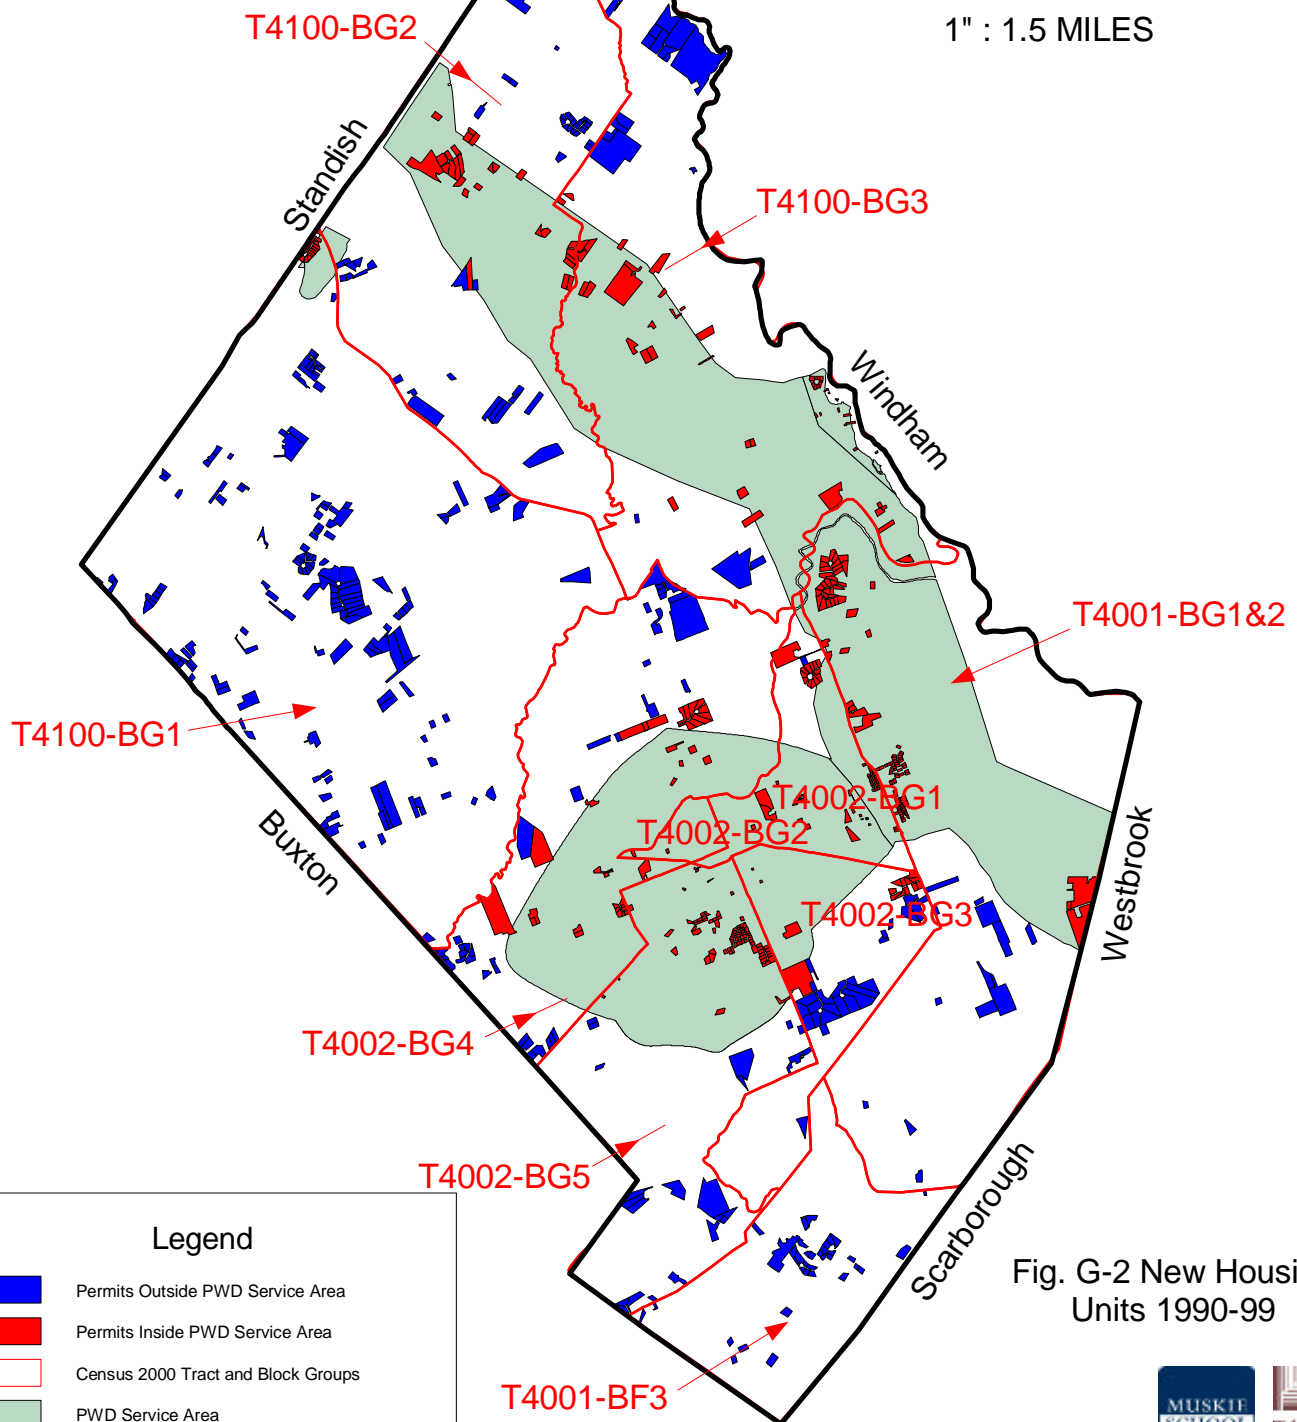 T4100-BG2
1" : 1.5 MILES
Standish
T4100-BG3
Windham
T4001-BG1&2
T4100-BG1
T4002-BG1
T4002-BG2
Buxton
Westbrook
T4002-BG3
T4002-BG4
T4002-BG5
Scarborough
Legend
Permits Outside PWD Service Area
Permits Inside PWD Service Area
Census 2000 Tract and Block Groups
PWD Service Area
Fig. G-2 New Housi
Units 1990-99
T4001-BF3
MUSKIE
SCHOOL